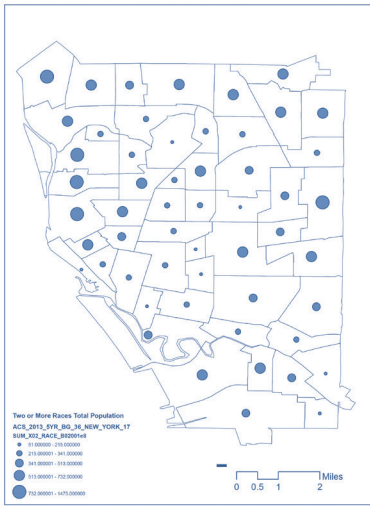 Two or More Races Total Population
ACS_2013_5YR_BG_36_NEW_YORK_17
SUM_X02_RACE_B02001e8
51.000000 - 215.000000
215.000001 - 341.000000
341.000001 - 513.000000
513.000001 - 732.000000
732.000001 - 1475.000000
0 0.5 1 2 Miles